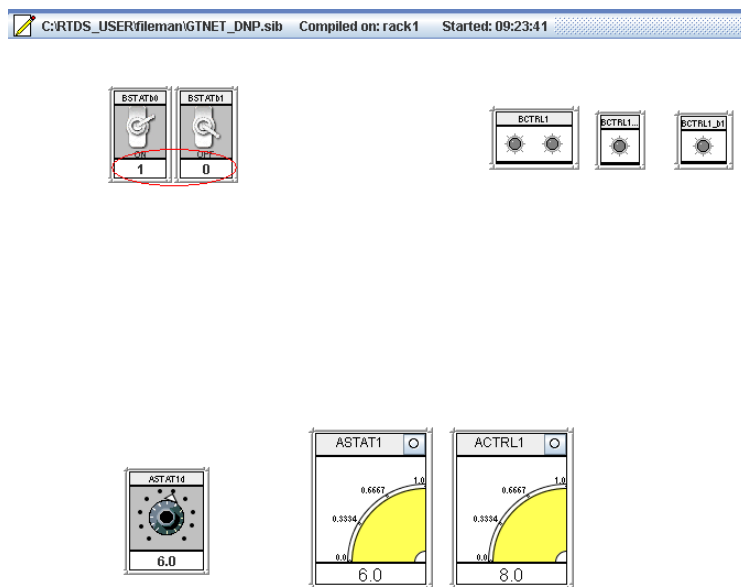 C:\RTDS_USER\fileman\GTNET_DNP.sib Compiled on: rack1 Started: 09:23:41
BSTATb0 BSTATb1
ON OFF
1 0
BCTRL1 BCTRL1... BCTRL1_b1
ASTAT1 ACTRL1
1.0 1.0
0.6667 0.6667
0.3334 0.3334
0.0 0.0
6.0 8.0
ASTAT1d
6.0